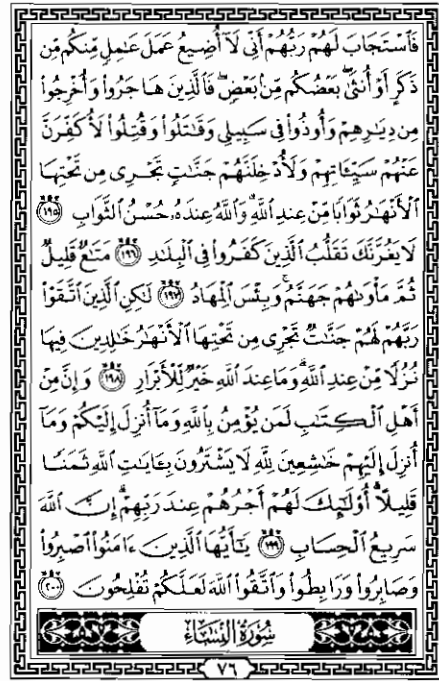 فَٱسْتَجَابَ لَهُمْ رَبُّهُمْ أَنِّى لَآ أُضِيعُ عَمَلَ عَٰمِلٍ مِّنكُم مِّن
ذَكَرٍ أَوْ أُنثَىٰ بَعْضُكُم مِّنۢ بَعْضٍ فَٱلَّذِينَ هَاجَرُوا۟ وَأُخْرِجُوا۟
مِن دِيَٰرِهِمْ وَأُوذُوا۟ فِى سَبِيلِى وَقَٰتَلُوا۟ وَقُتِلُوا۟ لَأُكَفِّرَنَّ
عَنْهُمْ سَيِّـَٔاتِهِمْ وَلَأُدْخِلَنَّهُمْ جَنَّٰتٍ تَجْرِى مِن تَحْتِهَا
ٱلْأَنْهَٰرُ ثَوَابًا مِّنْ عِندِ ٱللَّهِ وَٱللَّهُ عِندَهُۥ حُسْنُ ٱلثَّوَابِ ١٩٥
لَا يَغُرَّنَّكَ تَقَلُّبُ ٱلَّذِينَ كَفَرُوا۟ فِى ٱلْبِلَٰدِ ١٩٦ مَتَٰعٌ قَلِيلٌ
ثُمَّ مَأْوَىٰهُمْ جَهَنَّمُ وَبِئْسَ ٱلْمِهَادُ ١٩٧ لَٰكِنِ ٱلَّذِينَ ٱتَّقَوْا۟
رَبَّهُمْ لَهُمْ جَنَّٰتٌ تَجْرِى مِن تَحْتِهَا ٱلْأَنْهَٰرُ خَٰلِدِينَ فِيهَا
نُزُلًا مِّنْ عِندِ ٱللَّهِ وَمَا عِندَ ٱللَّهِ خَيْرٌ لِّلْأَبْرَارِ ١٩٨ وَإِنَّ مِنْ
أَهْلِ ٱلْكِتَٰبِ لَمَن يُؤْمِنُ بِٱللَّهِ وَمَآ أُنزِلَ إِلَيْكُمْ وَمَآ
أُنزِلَ إِلَيْهِمْ خَٰشِعِينَ لِلَّهِ لَا يَشْتَرُونَ بِـَٔايَٰتِ ٱللَّهِ ثَمَنًا
قَلِيلًا أُو۟لَٰٓئِكَ لَهُمْ أَجْرُهُمْ عِندَ رَبِّهِمْ إِنَّ ٱللَّهَ
سَرِيعُ ٱلْحِسَابِ ١٩٩ يَٰٓأَيُّهَا ٱلَّذِينَ ءَامَنُوا۟ ٱصْبِرُوا۟
وَصَابِرُوا۟ وَرَابِطُوا۟ وَٱتَّقُوا۟ ٱللَّهَ لَعَلَّكُمْ تُفْلِحُونَ ٢٠٠
سُورَةُ النِّسَاءِ
٧٦